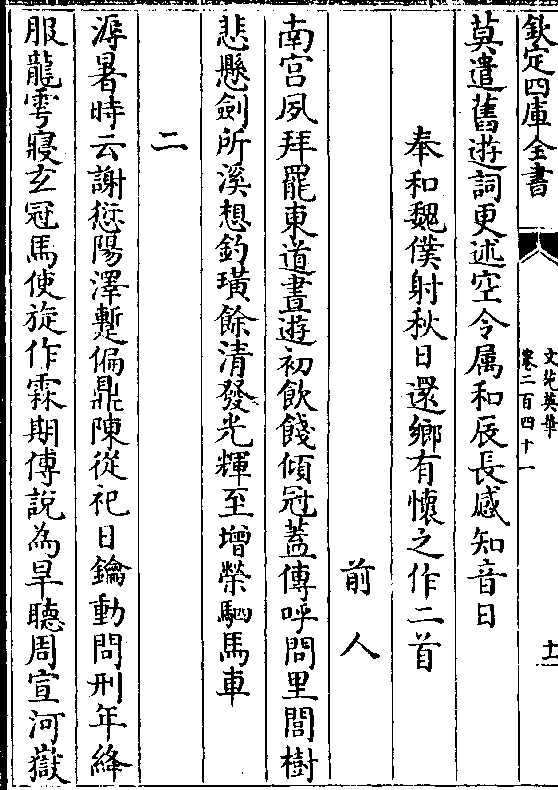 欽定四庫全書
文苑英華
卷二百四十一
十二
莫遣舊遊詞更述空令属和辰長感知音日
奉和魏僕射秋日還鄉有懷之作二首
前人
南宫夙拜罷東道晝遊初飲餞傾冠蓋傳呼問里閭樹
悲懸劍所溪想釣璜餘清發光輝至增榮駟馬車
二
溽暑時云謝愆陽澤蹔偏鼎陳從祀日鑰動問刑年絳
服龍雩寢玄冠馬使旋作霖期傅說為旱聽周宣河嶽